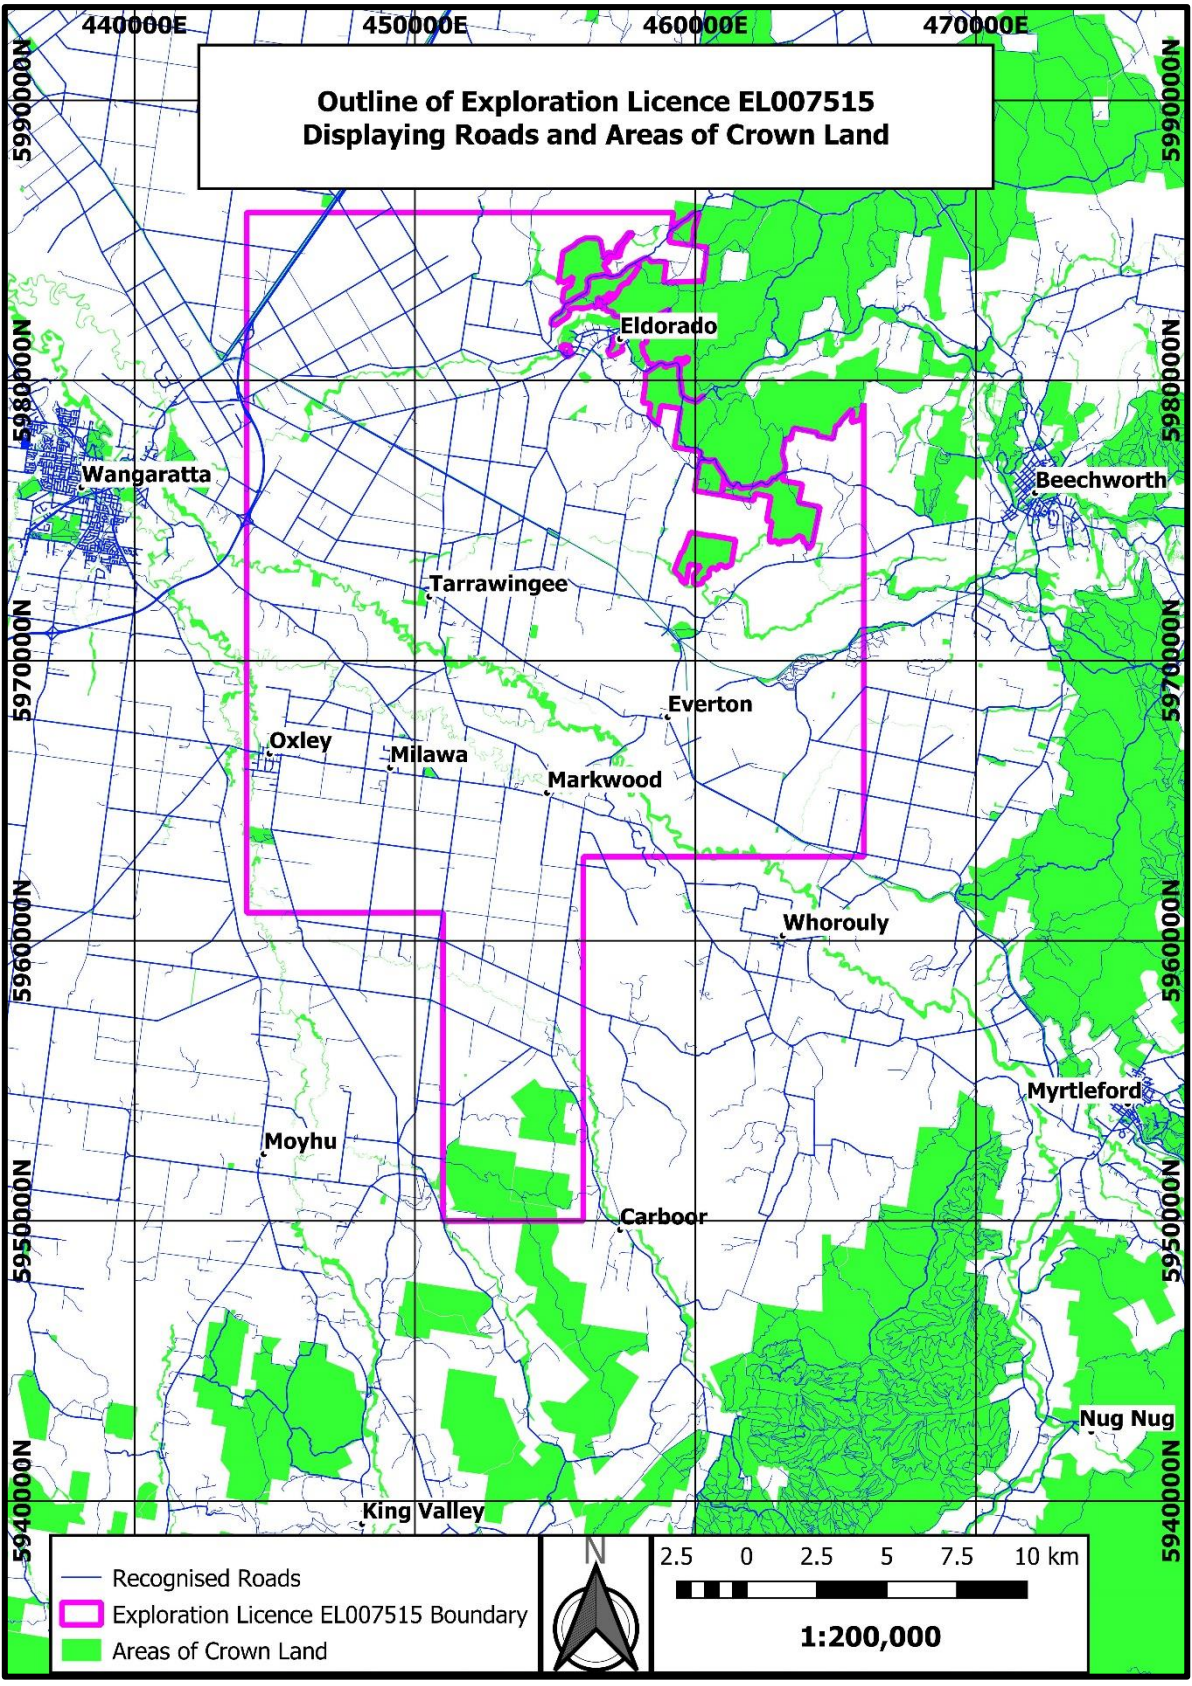 440000E 450000E 460000E 470000E
Outline of Exploration Licence EL007515
Displaying Roads and Areas of Crown Land
5990000N 5990000N
Eldorado
5980000N 5980000N
Wangaratta
Beechworth
Tarrawingee
5970000N 5970000N
Everton
Oxley
Milawa
Markwood
Whorouly
5960000N 5960000N
Myrtleford
Moyhu
5950000N 5950000N
Carboor
Nug Nug
5940000N 5940000N
King Valley
Recognised Roads
Exploration Licence EL007515 Boundary
Areas of Crown Land
N
2.5 0 2.5 5 7.5 10 km
1:200,000